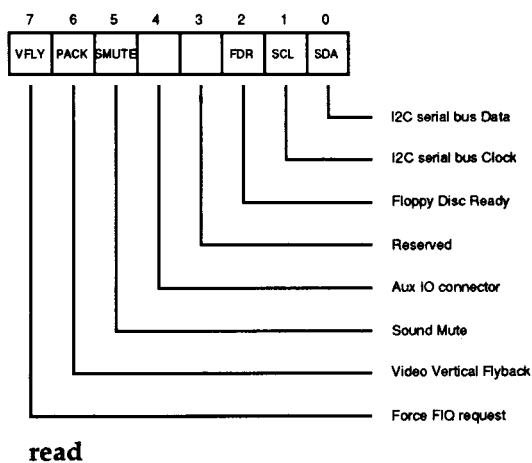 7 6 5 4 3 2 1 0
VFLY PACK SMUTE FDR SCL SDA
I2C serial bus Data
I2C serial bus Clock
Floppy Disc Ready
Reserved
Aux IO connector
Sound Mute
Video Vertical Flyback
Force FIQ request
read